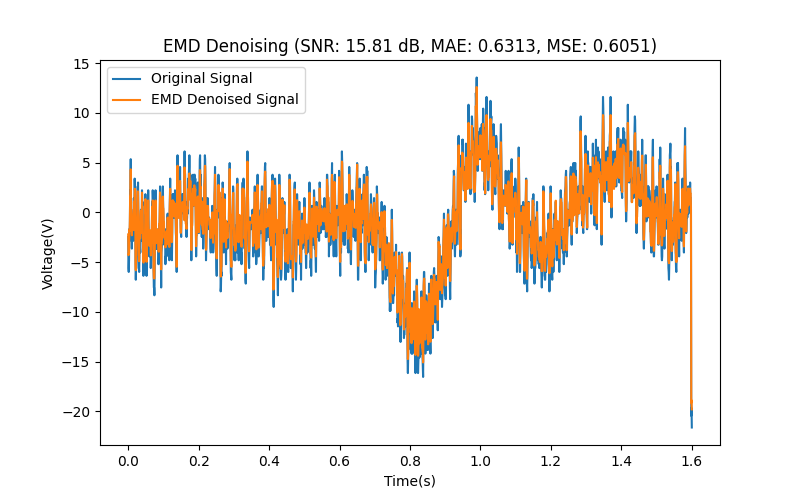 EMD Denoising (SNR: 15.81 dB, MAE: 0.6313, MSE: 0.6051)
Original Signal
EMD Denoised Signal
Voltage(V)
15
10
5
0
−5
−10
−15
−20
0.0 0.2 0.4 0.6 0.8 1.0 1.2 1.4 1.6
Time(s)